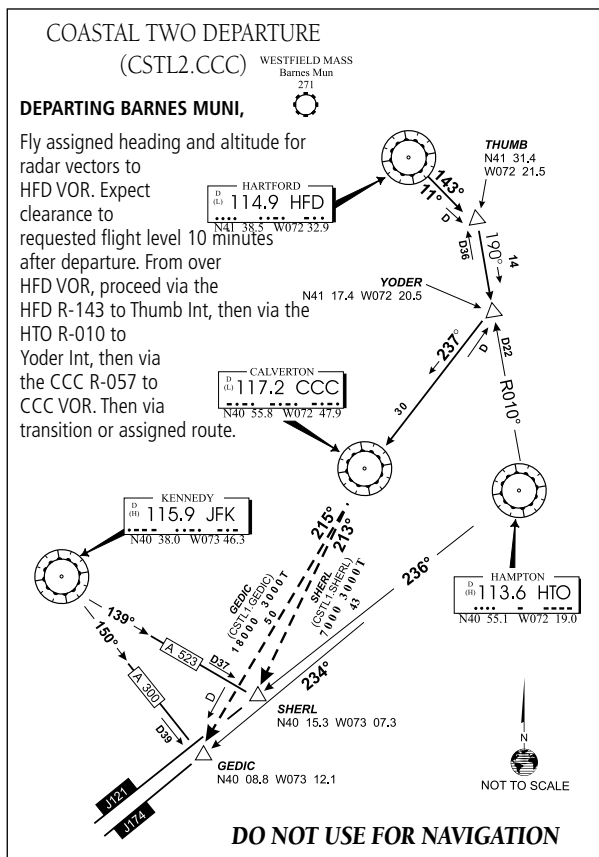 COASTAL TWO DEPARTURE
(CSTL2.CCC)
WESTFIELD MASS
Barnes Mun
271
DEPARTING BARNES MUNI,
Fly assigned heading and altitude for
radar vectors to
HFD VOR. Expect
clearance to
requested flight level 10 minutes
after departure. From over
HFD VOR, proceed via the
HFD R-143 to Thumb Int, then via the
HTO R-010 to
Yoder Int, then via
the CCC R-057 to
CCC VOR. Then via
transition or assigned route.
THUMB
N41 31.4
W072 21.5
HARTFORD
D
(L)
114.9 HFD
N41 38.5 W072 32.9
143°
11°
D
D36
190°
14
YODER
N41 17.4 W072 20.5
237°
D
D22
30
R010°
CALVERTON
D
(L)
117.2 CCC
N40 55.8 W072 47.9
KENNEDY
D
(H)
115.9 JFK
N40 38.0 W073 46.3
215°
213°
GEDIC
(CSTL1.GEDIC)
18000 3000T
50
SHERL
(CSTL1.SHERL)
7000 3000T
43
236°
HAMPTON
D
(H)
113.6 HTO
N40 55.1 W072 19.0
139°
150°
A 523
D37
A 300
D39
D
234°
SHERL
N40 15.3 W073 07.3
GEDIC
N40 08.8 W073 12.1
J121
J174
N
NOT TO SCALE
DO NOT USE FOR NAVIGATION